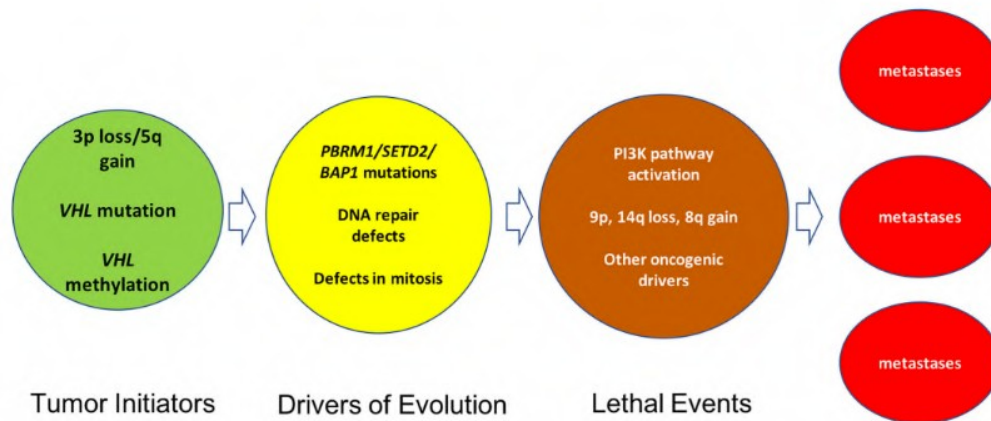 3p loss/5q
gain
VHL mutation
VHL
methylation
Tumor Initiators
PBRM1/SETD2/
BAP1 mutations
DNA repair
defects
Defects in mitosis
Drivers of Evolution
PI3K pathway
activation
9p, 14q loss, 8q gain
Other oncogenic
drivers
Lethal Events
metastases
metastases
metastases